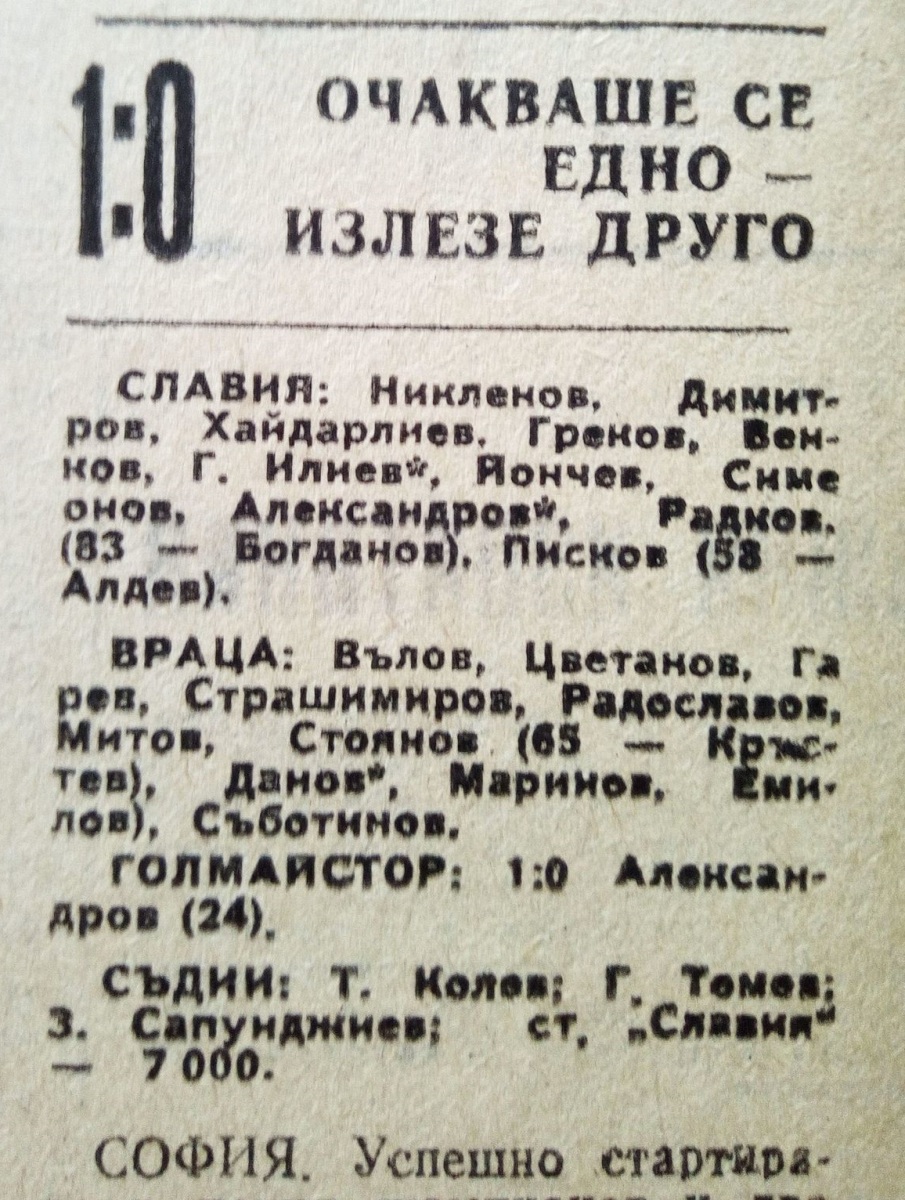 1:0
ОЧАКВАШЕ СЕ
ЕДНО —
ИЗЛЕЗЕ ДРУГО
СЛАВИЯ: Никленов, Димит-
ров, Хайдарлиев, Греков, Вен-
ков, Г. Илиев*, Йончев, Симе
онов, Александров*, Радков,
(83 — Богданов), Писков (58 —
Алдев).
ВРАЦА: Вълов, Цветанов, Га
рев, Страшимиров, Радославов,
Митов, Стоянов (65 — Кръс-
тев), Данов*, Маринов, Еми-
лов), Съботинов.
ГОЛМАЙСТОР: 1:0 Алексан-
дров (24).
СЪДИИ: Т. Колев; Г. Томев;
З. Сапунджиев; ст. „Славия"
— 7 000.
СОФИЯ. Успешно стартира-